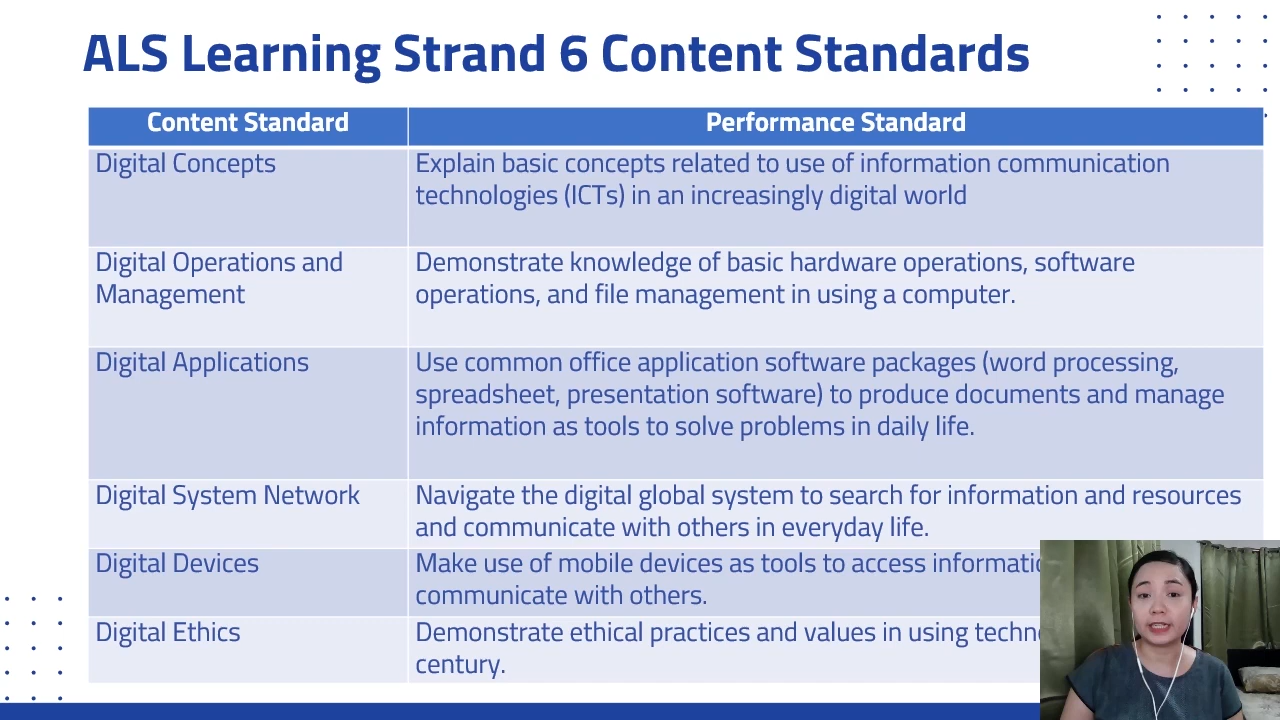 ALS Learning Strand 6 Content Standards
Content Standard
Performance Standard
Digital Concepts
Explain basic concepts related to use of information communication
technologies (ICTs) in an increasingly digital world
Digital Operations and
Management
Demonstrate knowledge of basic hardware operations, software
operations, and file management in using a computer.
Digital Applications
Use common office application software packages (word processing,
spreadsheet, presentation software) to produce documents and manage
information as tools to solve problems in daily life.
Digital System Network
Navigate the digital global system to search for information and resources
and communicate with others in everyday life.
Digital Devices
Make use of mobile devices as tools to access
communicate with others.
Digital Ethics
Demonstrate ethical practices and values in using
century.